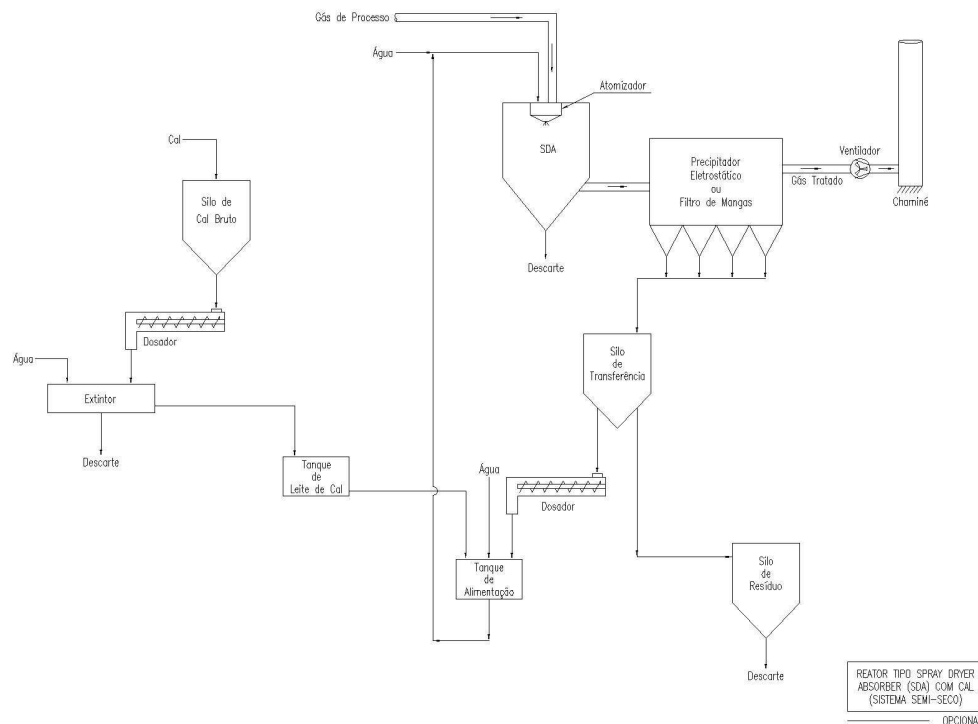 Gás de Processo
Água
Atomizador
SDA
Precipitador
Eletrostático
ou
Filtro de Mangas
Ventilador
Gás Tratado
Chaminé
Cal
Silo de
Cal Bruto
Descarte
Dosador
Silo
de
Transferência
Água
Extintor
Descarte
Tanque
de
Leite de Cal
Água
Dosador
Tanque
de
Alimentação
Silo
de
Resíduo
Descarte
REATOR TIPO SPRAY DRYER
ABSORBER (SDA) COM CAL
(SISTEMA SEMI-SECO)
OPCIONA